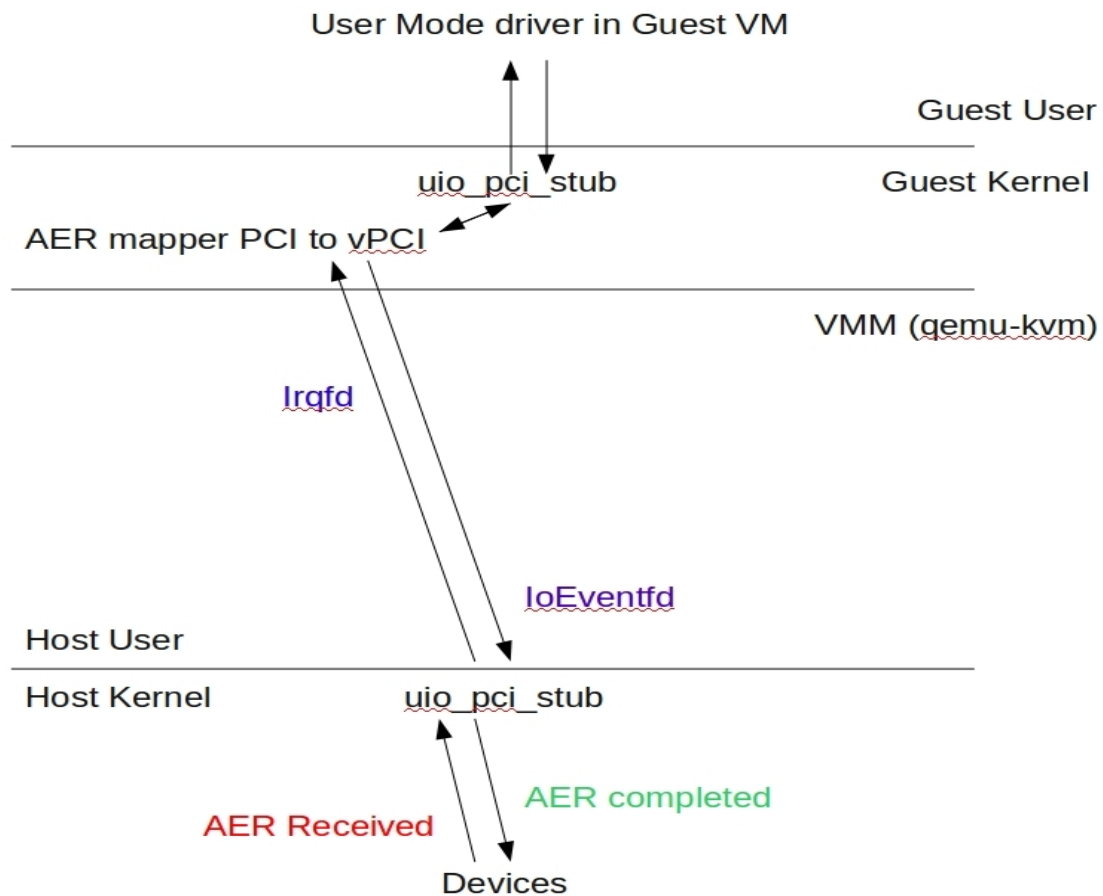 User Mode driver in Guest VM
Guest User
uio_pci_stub
Guest Kernel
AER mapper PCI to vPCI
VMM (qemu-kvm)
Irqfd
IoEventfd
Host User
Host Kernel
uio_pci_stub
AER completed
AER Received
Devices